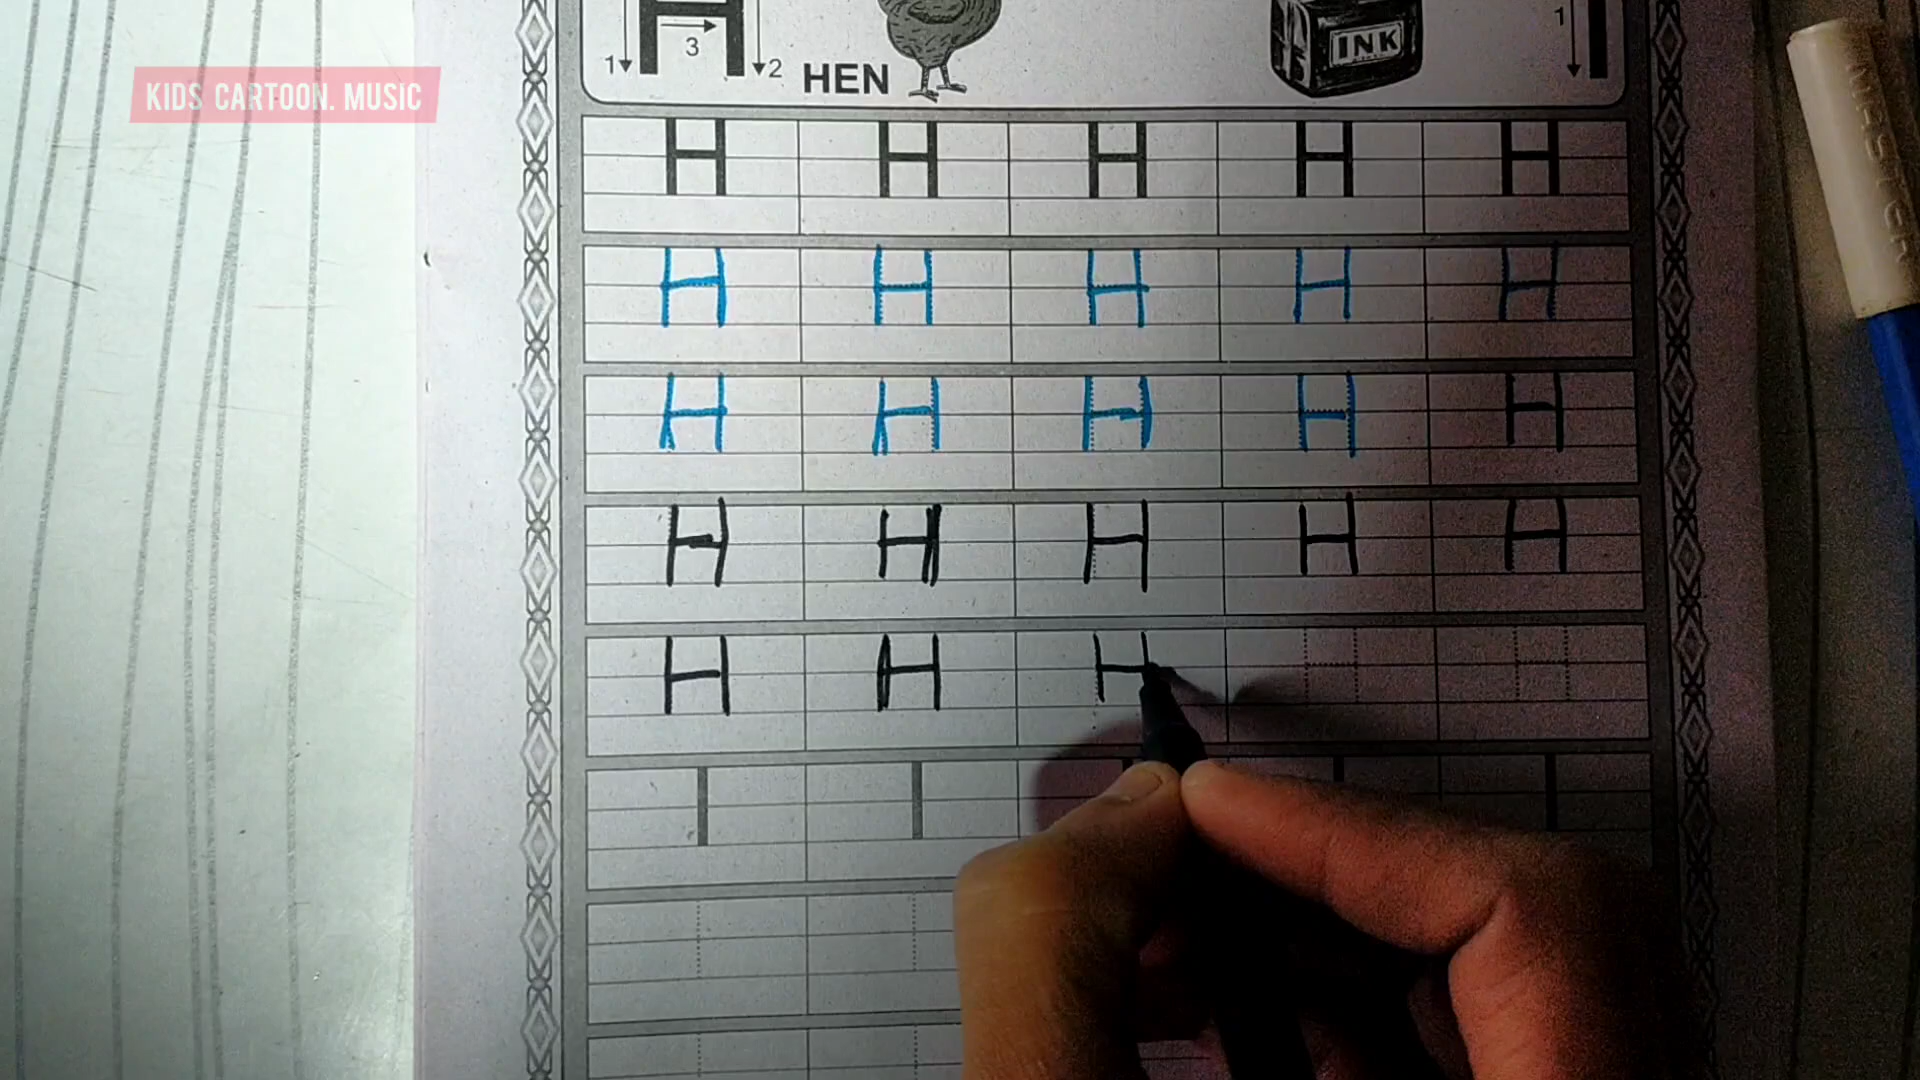 H
1 3 2 HEN
INK
1 I
KIDS CARTOON. MUSIC
H H H H H
H H H H H
H H H H H
H H H H H
H H H H H
I I I I I
I I
I I